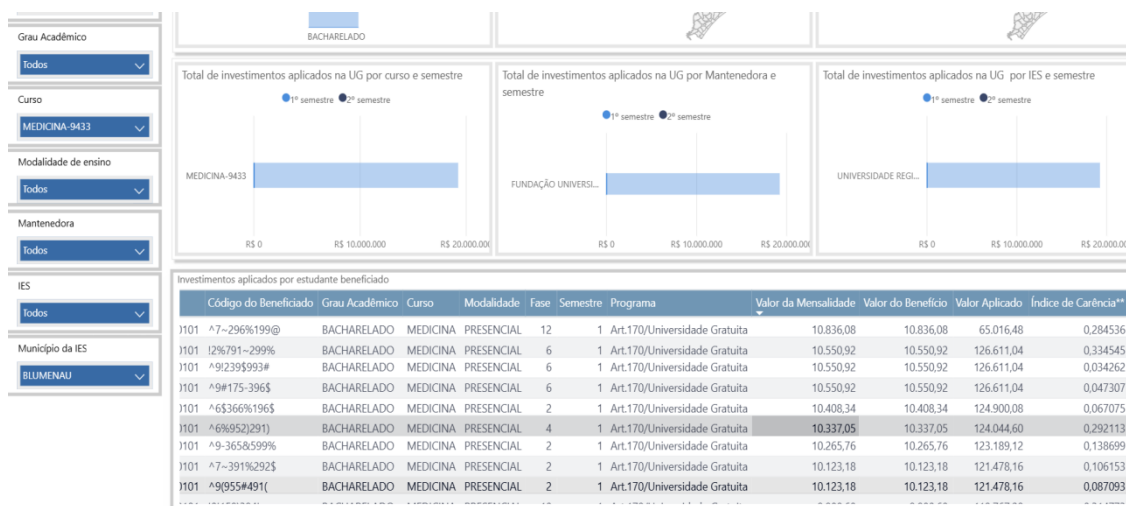 Grau Acadêmico
Todos
Curso
MEDICINA-9433
Modalidade de ensino
Todos
Mantenedora
Todos
IES
Todos
Município da IES
BLUMENAU
BACHARELADO
Total de investimentos aplicados na UG por curso e semestre
1º semestre 2º semestre
MEDICINA-9433
R$ 0 R$ 10.000.000 R$ 20.000.000
Total de investimentos aplicados na UG por Mantenedora e
semestre
1º semestre 2º semestre
FUNDAÇÃO UNIVERSI...
R$ 0 R$ 10.000.000 R$ 20.000.000
Total de investimentos aplicados na UG por IES e semestre
1º semestre 2º semestre
UNIVERSIDADE REGI...
R$ 0 R$ 10.000.000 R$ 20.000.00
Investimentos aplicados por estudante beneficiado
Código do Beneficiado Grau Acadêmico Curso Modalidade Fase Semestre Programa Valor da Mensalidade Valor do Benefício Valor Aplicado Índice de Carência**
0101 ^7~296%199@ BACHARELADO MEDICINA PRESENCIAL 12 1 Art.170/Universidade Gratuita 10.836,08 10.836,08 65.016,48 0,284536
0101 !2%791~299% BACHARELADO MEDICINA PRESENCIAL 6 1 Art.170/Universidade Gratuita 10.550,92 10.550,92 126.611,04 0,334545
0101 ^9!239$993# BACHARELADO MEDICINA PRESENCIAL 6 1 Art.170/Universidade Gratuita 10.550,92 10.550,92 126.611,04 0,034262
0101 ^9#175-396$ BACHARELADO MEDICINA PRESENCIAL 6 1 Art.170/Universidade Gratuita 10.550,92 10.550,92 126.611,04 0,047307
0101 ^6$366%196$ BACHARELADO MEDICINA PRESENCIAL 2 1 Art.170/Universidade Gratuita 10.408,34 10.408,34 124.900,08 0,067075
0101 ^6%952)291) BACHARELADO MEDICINA PRESENCIAL 4 1 Art.170/Universidade Gratuita 10.337,05 10.337,05 124.044,60 0,292113
0101 ^9-365&599% BACHARELADO MEDICINA PRESENCIAL 2 1 Art.170/Universidade Gratuita 10.265,76 10.265,76 123.189,12 0,138699
0101 ^7~391%292$ BACHARELADO MEDICINA PRESENCIAL 2 1 Art.170/Universidade Gratuita 10.123,18 10.123,18 121.478,16 0,106153
0101 ^9(955#491( BACHARELADO MEDICINA PRESENCIAL 2 1 Art.170/Universidade Gratuita 10.123,18 10.123,18 121.478,16 0,087093